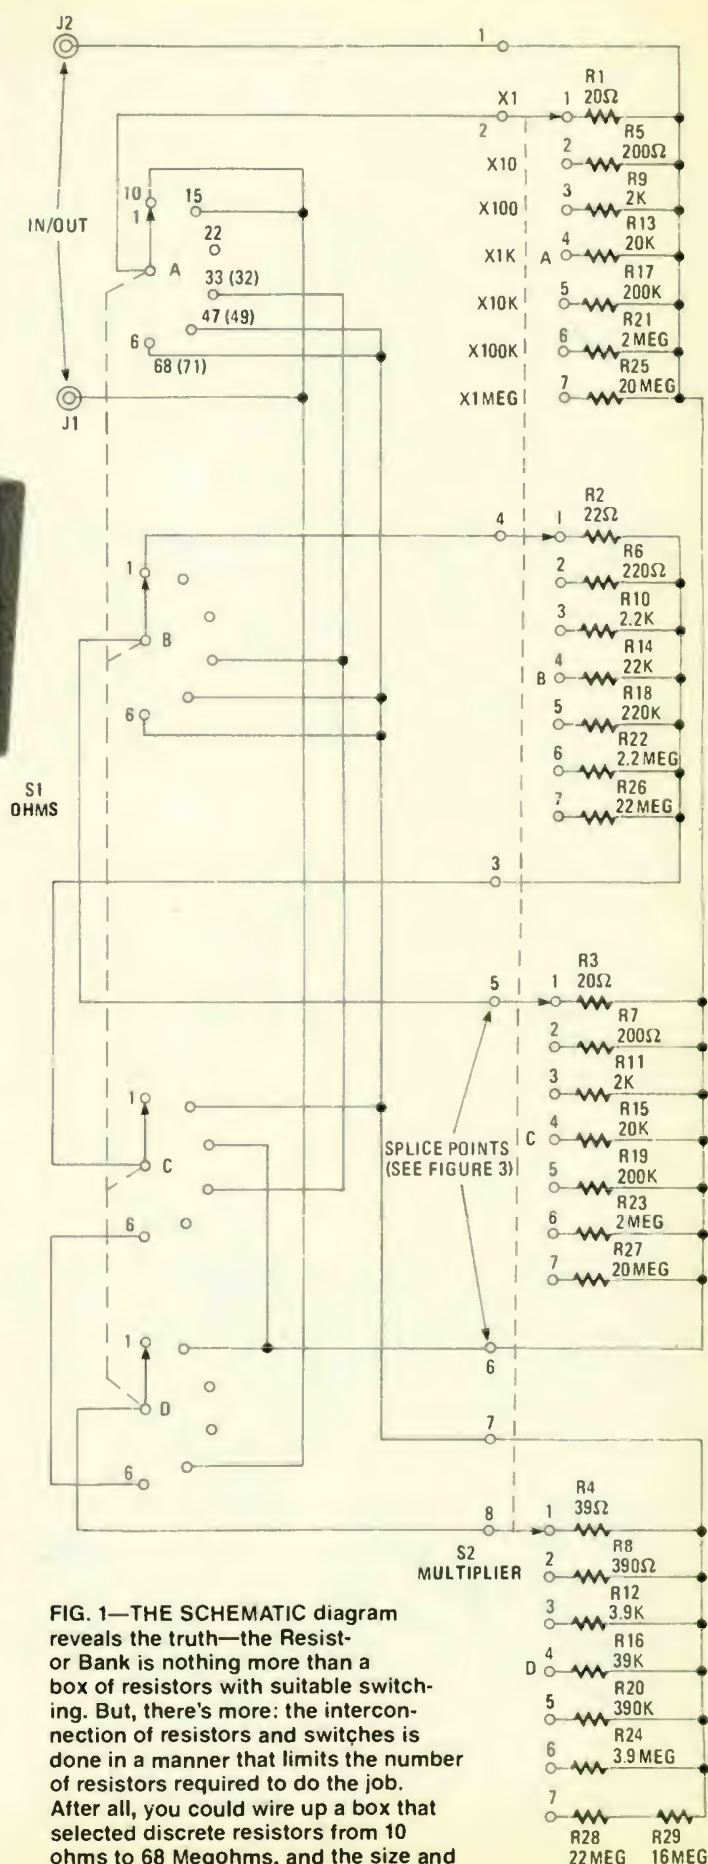 J2
1
R1
20Ω
X1
1
2
R5
200Ω
X10
2
R9
2K
X100
3
R13
20K
X1K
A
4
R17
200K
X10K
5
R21
2 MEG
X100K
6
R25
20 MEG
X1MEG
7
IN/OUT
10
1
15
22
A
33 (32)
47 (49)
6
68 (71)
J1
R2
22Ω
4
1
R6
220Ω
2
R10
2.2K
3
R14
22K
B
4
R18
220K
5
R22
2.2 MEG
6
R26
22 MEG
7
1
B
6
S1
OHMS
3
R3
20Ω
5
1
R7
200Ω
2
R11
2K
3
R15
20K
C
4
R19
200K
5
R23
2 MEG
6
R27
20 MEG
7
SPLICE POINTS
(SEE FIGURE 3)
1
C
6
1
D
6
6
7
R4
39Ω
8
1
S2
MULTIPLIER
R8
390Ω
2
R12
3.9K
3
R16
39K
D
4
R20
390K
5
R24
3.9 MEG
6
7
R28
22 MEG
R29
16 MEG
FIG. 1—THE SCHEMATIC diagram
reveals the truth—the Resist-
or Bank is nothing more than a
box of resistors with suitable switch-
ing. But, there's more: the intercon-
nection of resistors and switches is
done in a manner that limits the number
of resistors required to do the job.
After all, you could wire up a box that
selected discrete resistors from 10
ohms to 68 Megohms, and the size and